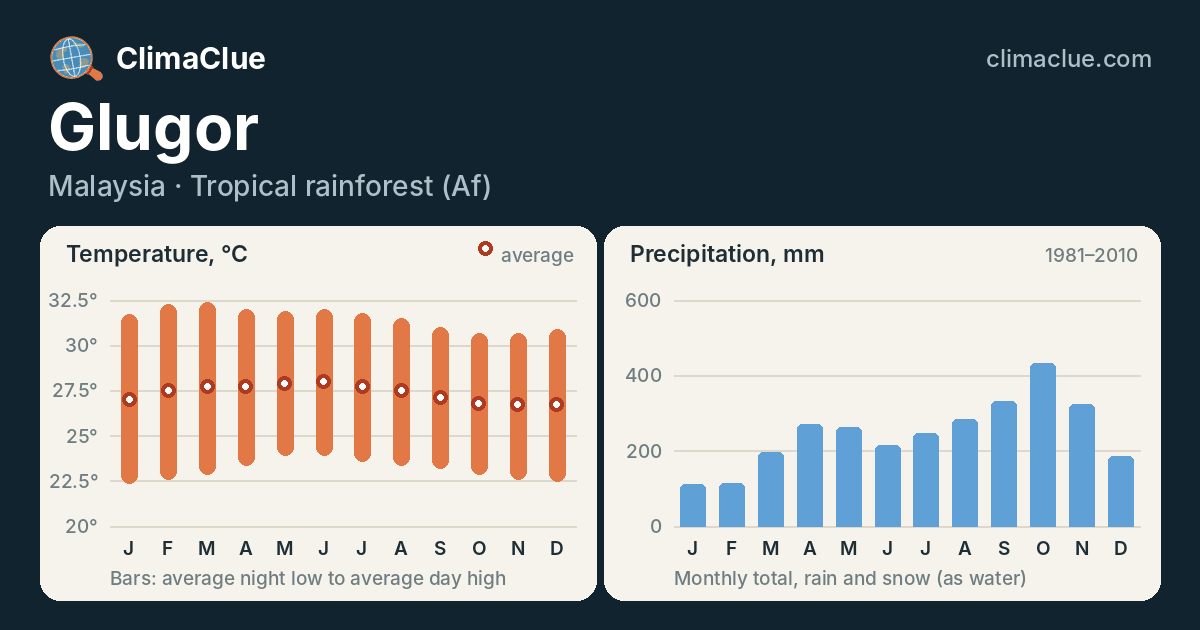 ClimaClue
climaclue.com
Glugor
Malaysia · Tropical rainforest (Af)
Temperature, °C
average
32.5°
30°
27.5°
25°
22.5°
20°
J F M A M J J A S O N D
Bars: average night low to average day high
Precipitation, mm
1981–2010
600
400
200
0
J F M A M J J A S O N D
Monthly total, rain and snow (as water)